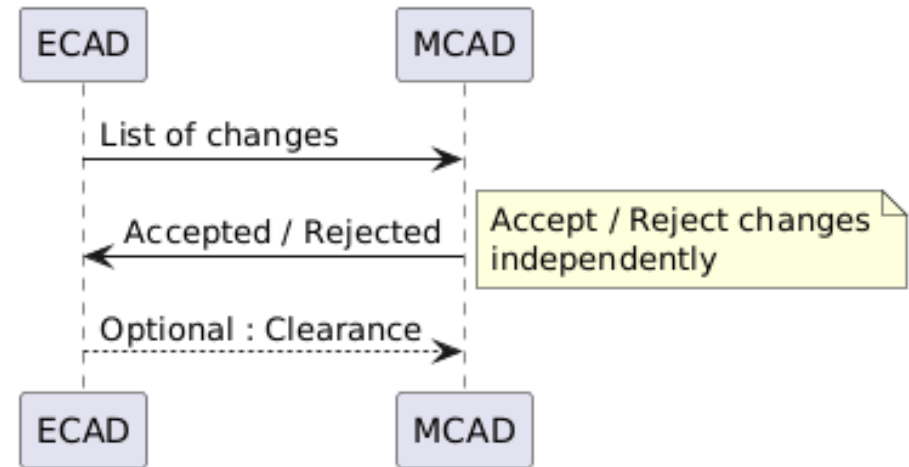 ECAD
MCAD
List of changes
Accepted / Rejected
Accept / Reject changes
independently
Optional : Clearance
ECAD
MCAD